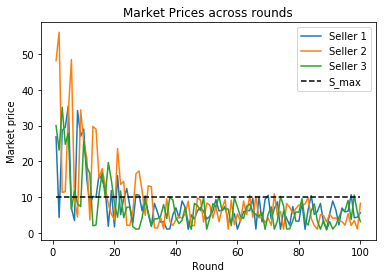 Market Prices across rounds
Seller 1
Seller 2
Seller 3
S_max
Market price
50
40
30
20
10
0
0
20
40
60
80
100
Round